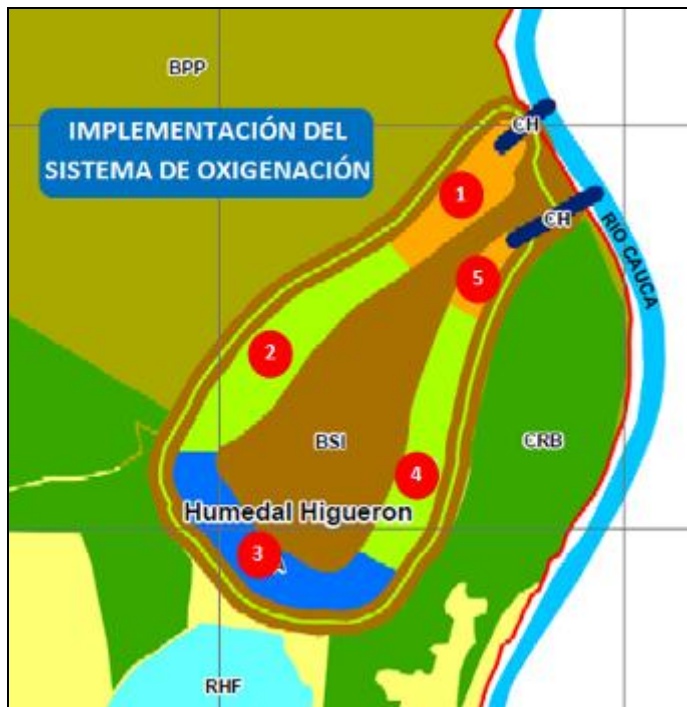 BPP
IMPLEMENTACIÓN DEL
SISTEMA DE OXIGENACIÓN
CH
1
CH
RIO CAUCA
5
2
BSI
CRB
4
Humedal Higueron
3
A
RHF